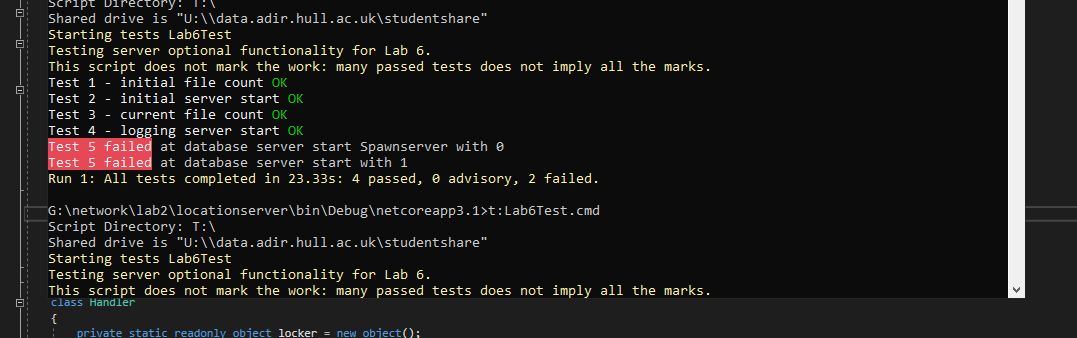 Script Directory: T:\
Shared drive is "U:\\data.adir.hull.ac.uk\studentshare"
Starting tests Lab6Test
Testing server optional functionality for Lab 6.
This script does not mark the work: many passed tests does not imply all the marks.
Test 1 - initial file count OK
Test 2 - initial server start OK
Test 3 - current file count OK
Test 4 - logging server start OK
Test 5 failed at database server start Spawnserver with 0
Test 5 failed at database server start with 1
Run 1: All tests completed in 23.33s: 4 passed, 0 advisory, 2 failed.
G:\network\lab2\locationserver\bin\Debug\netcoreapp3.1>t:Lab6Test.cmd
Script Directory: T:\
Shared drive is "U:\\data.adir.hull.ac.uk\studentshare"
Starting tests Lab6Test
Testing server optional functionality for Lab 6.
This script does not mark the work: many passed tests does not imply all the marks.
class Handler
{
private static readonly object locker = new object();